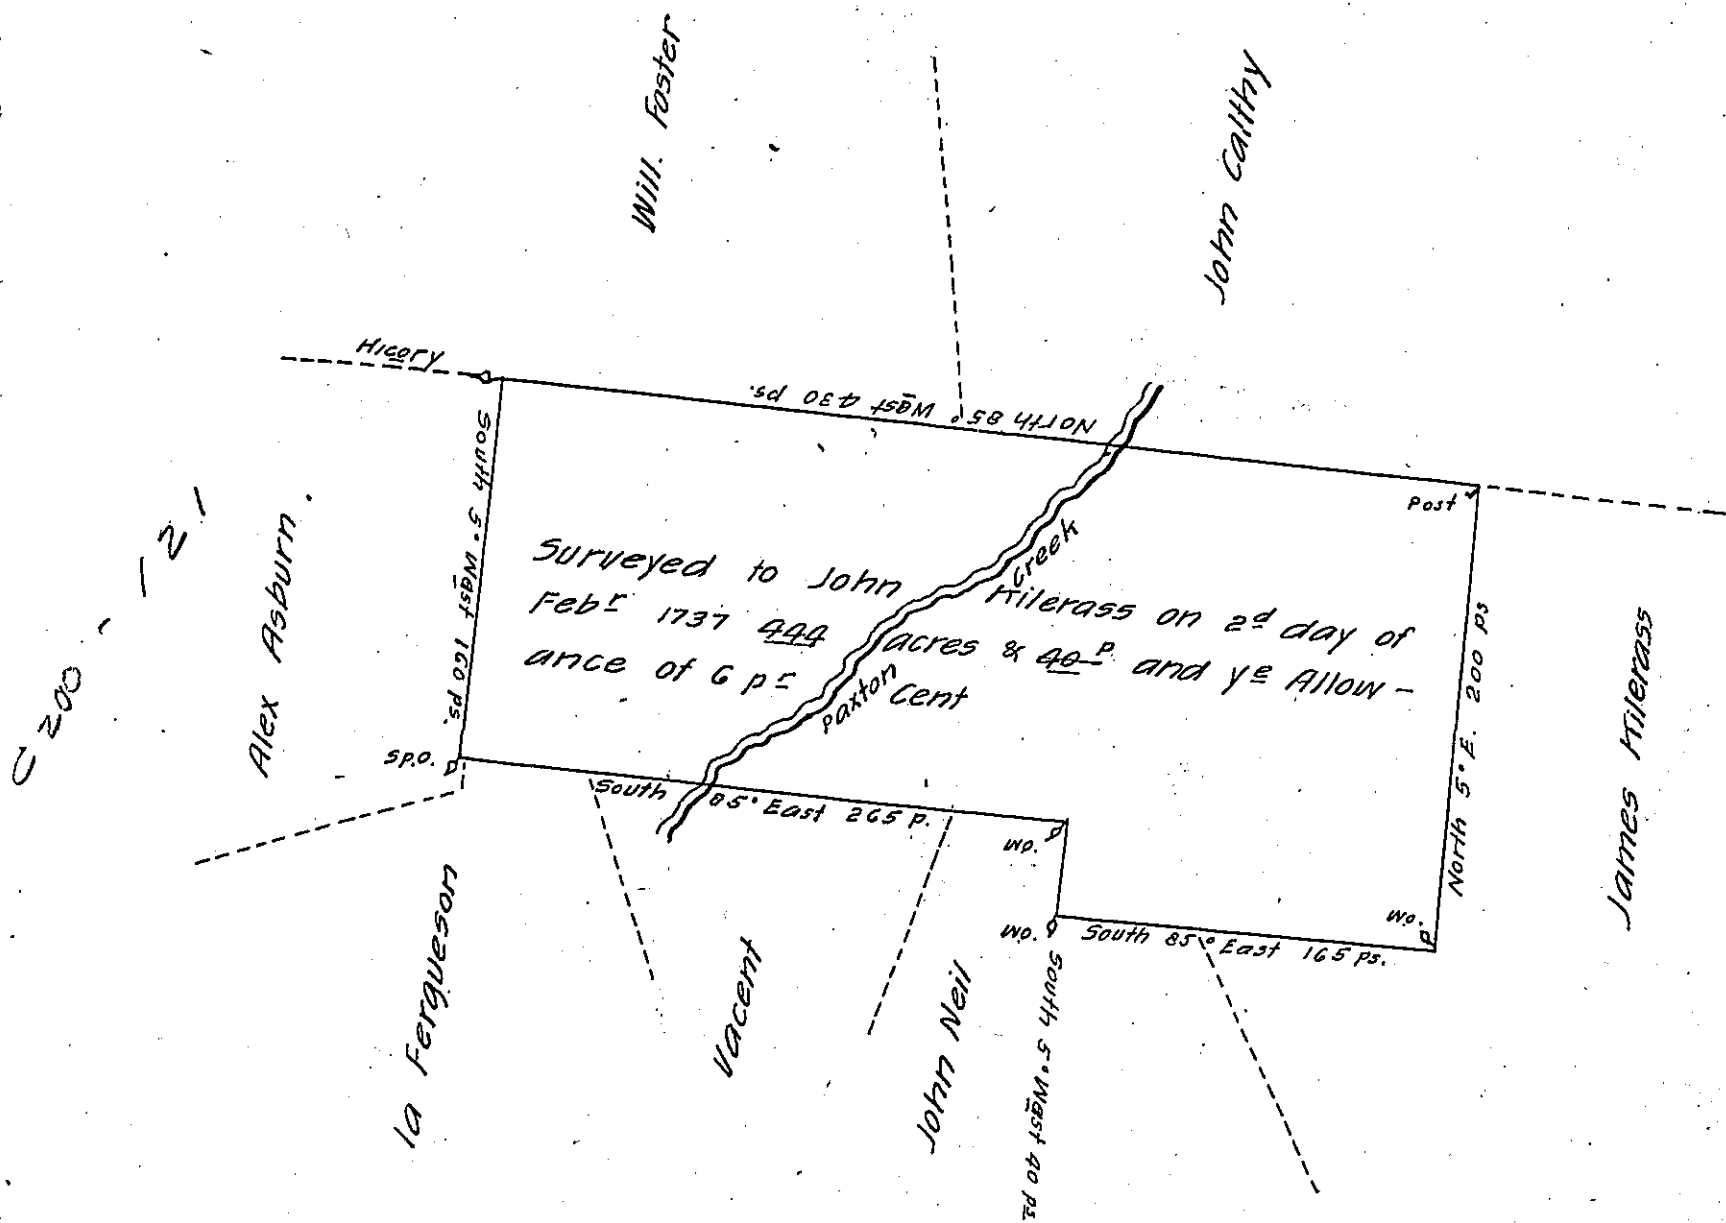 Will. Foster
John Calthy
Hicory
North 85° West 430 ps.
Post
South 5° West 160 ps.
C 200 - 121
Alex Asburn.
Surveyed to John Kilerass on 2d day of
Febr 1737 444 acres & 40p and ye Allow-
ance of 6 pr Cent
Paxton Creek
North 5° E. 200 ps
James Kilerass
SP.O.
South 85° East 265 P.
WO.
WO.
South 85° East 165 ps.
WO.
South 5° West 40 ps.
Ja Fergueson
Vacent
John Neil